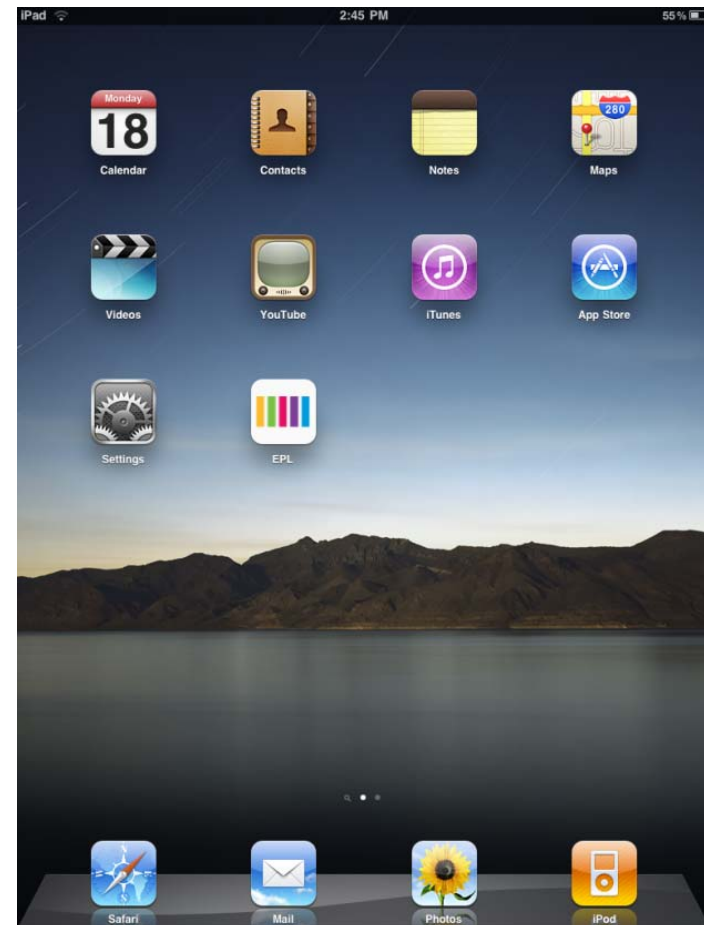 iPad 2:45 PM 55%
Monday
18
280
Calendar Contacts Notes Maps
Videos YouTube iTunes App Store
Settings EPL
Safari Mail Photos iPod